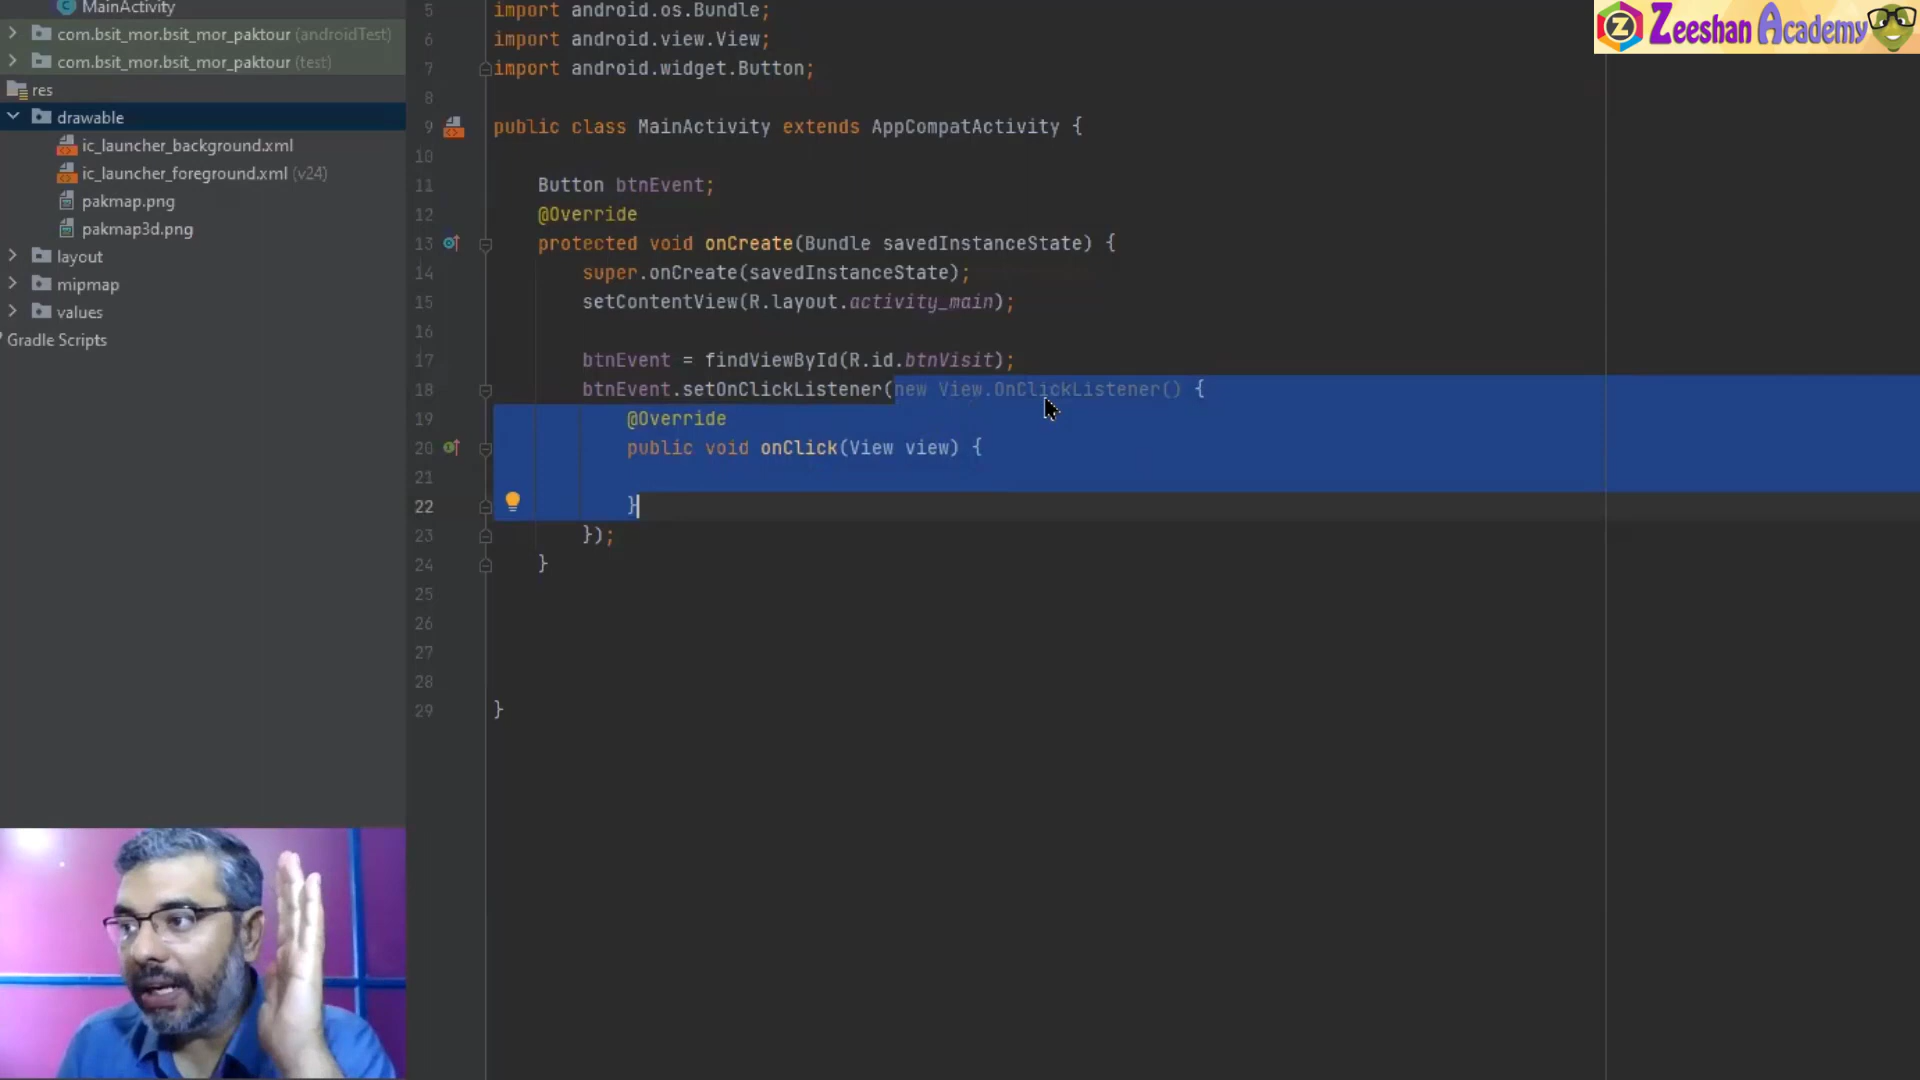 MainActivity
com.bsit_mor.bsit_mor_paktour (androidTest)
com.bsit_mor.bsit_mor_paktour (test)
res
drawable
ic_launcher_background.xml
ic_launcher_foreground.xml (v24)
pakmap.png
pakmap3d.png
layout
mipmap
values
Gradle Scripts
5 import android.os.Bundle;
6 import android.view.View;
7 import android.widget.Button;
8
9 public class MainActivity extends AppCompatActivity {
10
11 Button btnEvent;
12 @Override
13 protected void onCreate(Bundle savedInstanceState) {
14 super.onCreate(savedInstanceState);
15 setContentView(R.layout.activity_main);
16
17 btnEvent = findViewById(R.id.btnVisit);
18 btnEvent.setOnClickListener(new View.OnClickListener() {
19 @Override
20 public void onClick(View view) {
21
22 }
23 });
24 }
25
26
27
28
29 }
Zeeshan Academy